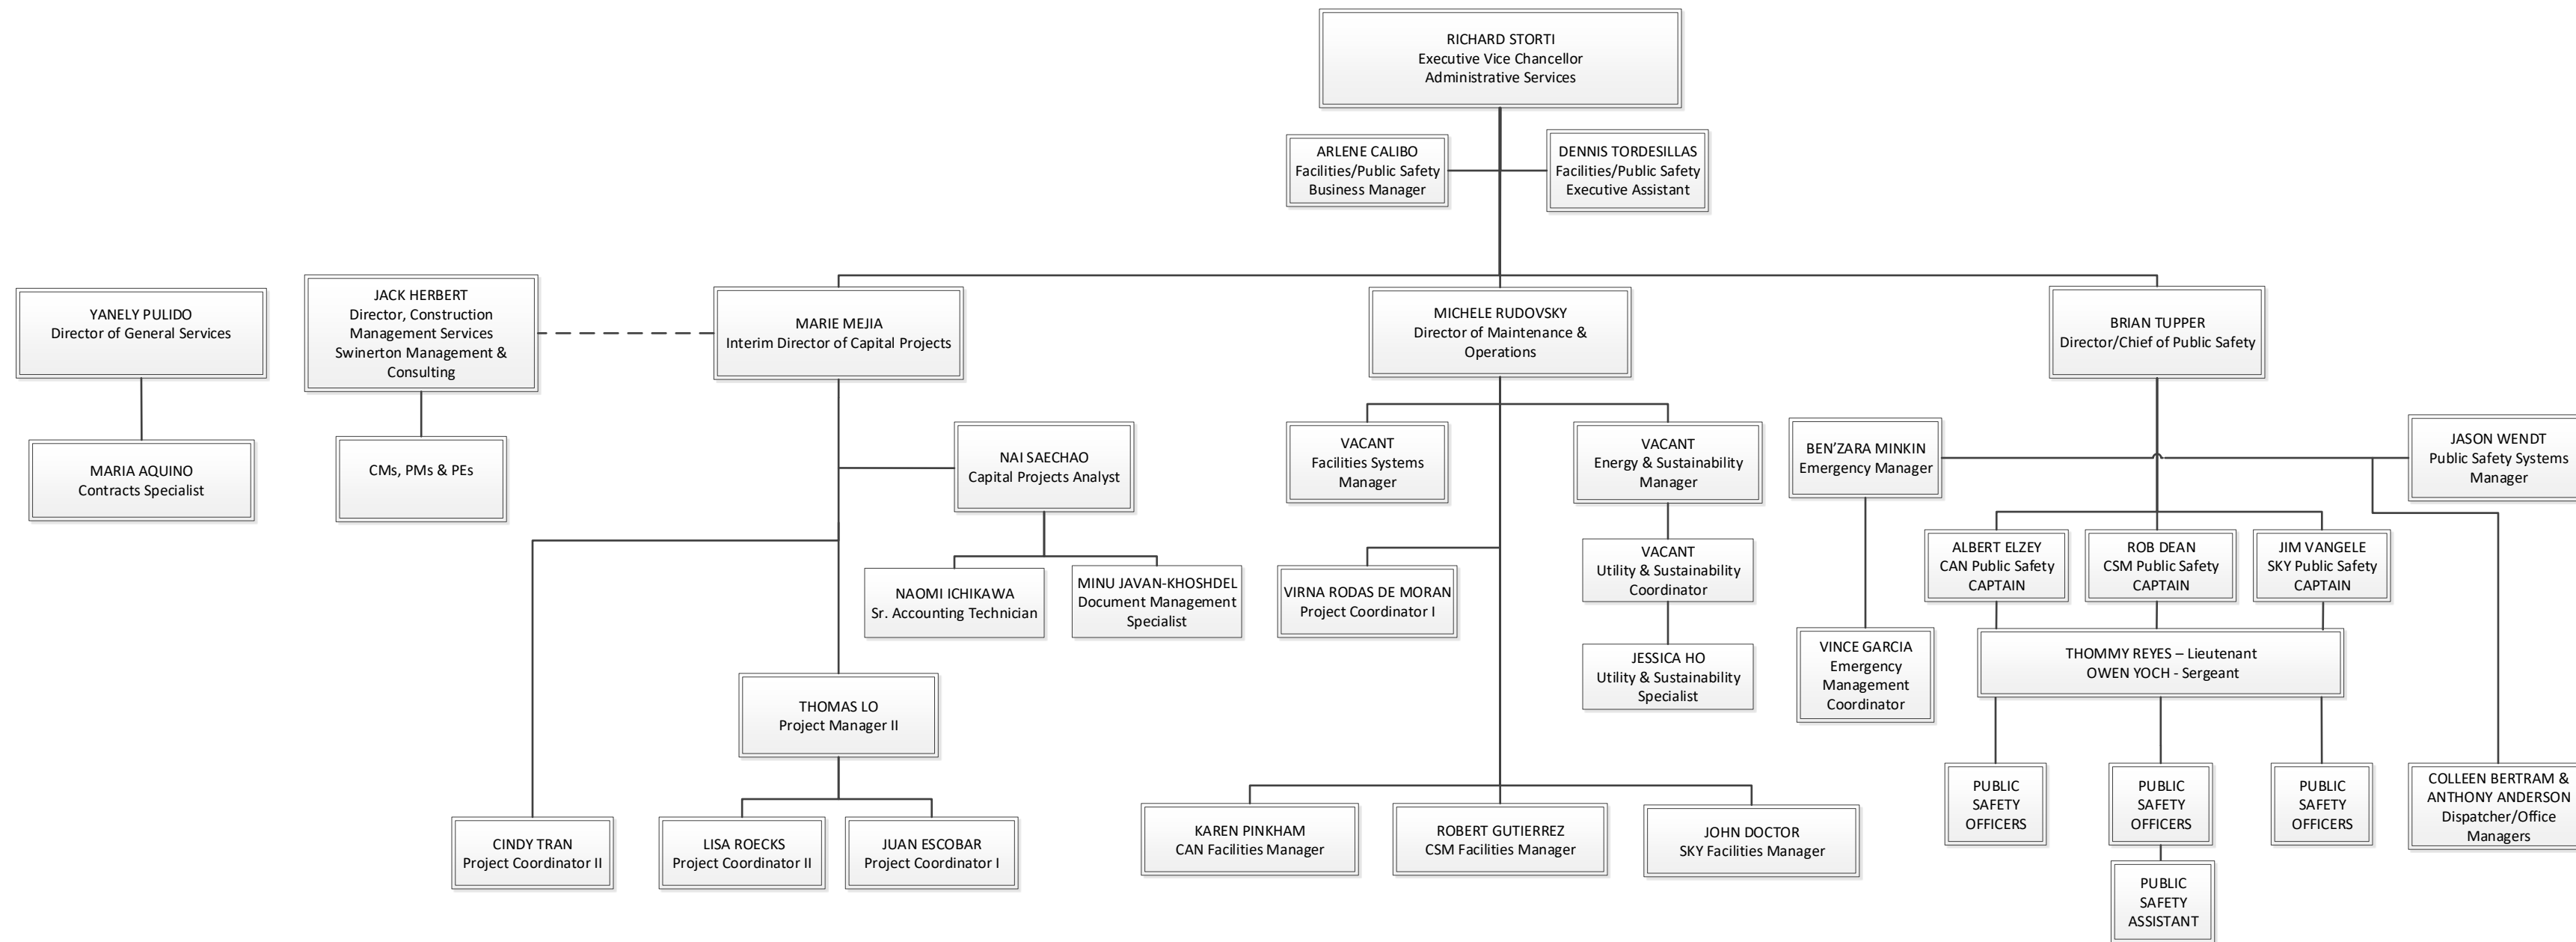 RICHARD STORTI
Executive Vice Chancellor
Administrative Services
ARLENE CALIBO
Facilities/Public Safety
Business Manager
DENNIS TORDESILLAS
Facilities/Public Safety
Executive Assistant
YANELY PULIDO
Director of General Services
JACK HERBERT
Director, Construction
Management Services
Swinerton Management &
Consulting
MARIE MEJIA
Interim Director of Capital Projects
MICHELE RUDOVSKY
Director of Maintenance &
Operations
BRIAN TUPPER
Director/Chief of Public Safety
MARIA AQUINO
Contracts Specialist
CMs, PMs & PEs
NAI SAECHAO
Capital Projects Analyst
VACANT
Facilities Systems
Manager
VACANT
Energy & Sustainability
Manager
BEN’ZARA MINKIN
Emergency Manager
JASON WENDT
Public Safety Systems
Manager
NAOMI ICHIKAWA
Sr. Accounting Technician
MINU JAVAN-KHOSHDEL
Document Management
Specialist
VIRNA RODAS DE MORAN
Project Coordinator I
VACANT
Utility & Sustainability
Coordinator
ALBERT ELZEY
CAN Public Safety
CAPTAIN
ROB DEAN
CSM Public Safety
CAPTAIN
JIM VANGELE
SKY Public Safety
CAPTAIN
JESSICA HO
Utility & Sustainability
Specialist
VINCE GARCIA
Emergency
Management
Coordinator
THOMMY REYES – Lieutenant
OWEN YOCH - Sergeant
THOMAS LO
Project Manager II
CINDY TRAN
Project Coordinator II
LISA ROECKS
Project Coordinator II
JUAN ESCOBAR
Project Coordinator I
KAREN PINKHAM
CAN Facilities Manager
ROBERT GUTIERREZ
CSM Facilities Manager
JOHN DOCTOR
SKY Facilities Manager
PUBLIC
SAFETY
OFFICERS
PUBLIC
SAFETY
OFFICERS
PUBLIC
SAFETY
OFFICERS
COLLEEN BERTRAM &
ANTHONY ANDERSON
Dispatcher/Office
Managers
PUBLIC
SAFETY
ASSISTANT